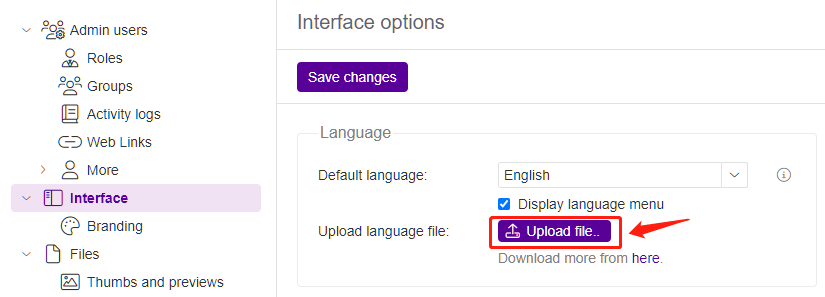 Admin users
Roles
Groups
Activity logs
Web Links
More
Interface
Branding
Files
Thumbs and previews
Interface options
Save changes
Language
Default language: English
Display language menu
Upload language file: Upload file..
Download more from here.